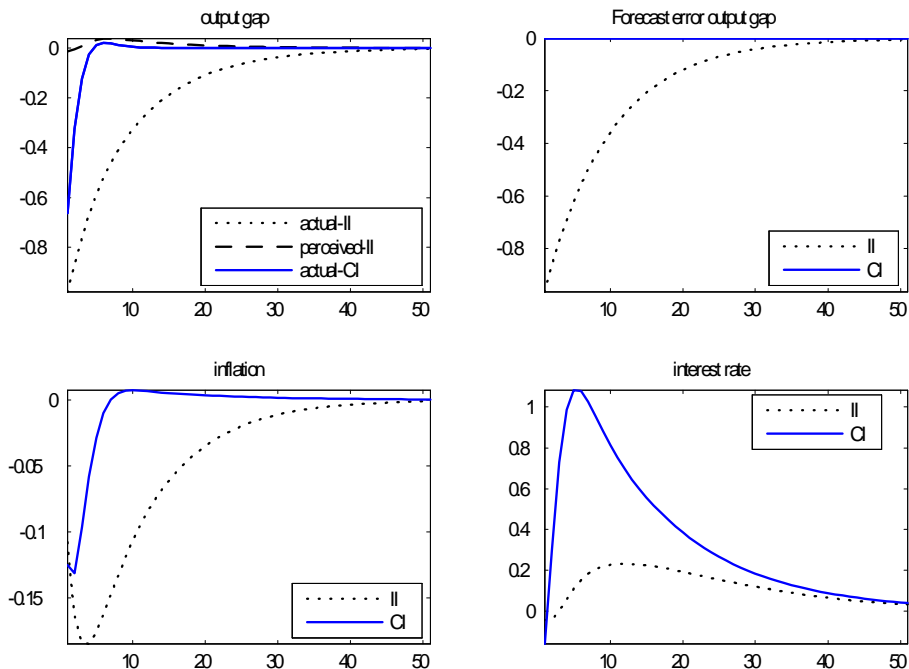 output gap
0
-0.2
-0.4
-0.6
-0.8
actual-II
perceived-II
actual-CI
10 20 30 40 50
Forecast error output gap
0
-0.2
-0.4
-0.6
-0.8
II
CI
10 20 30 40 50
inflation
0
-0.05
-0.1
-0.15
II
CI
10 20 30 40 50
interest rate
1
0.8
0.6
0.4
0.2
0
II
CI
10 20 30 40 50